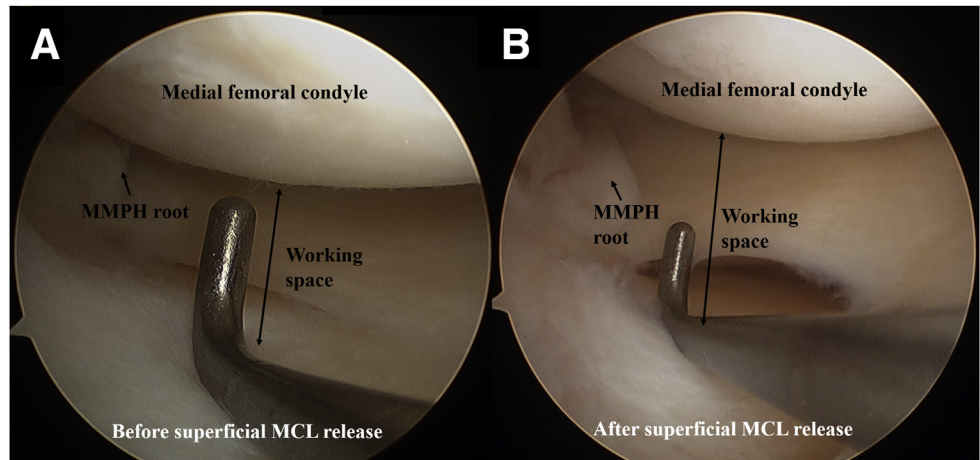 A
Medial femoral condyle
MMPH root
Working
space
Before superficial MCL release
B
Medial femoral condyle
MMPH
root
Working
space
After superficial MCL release